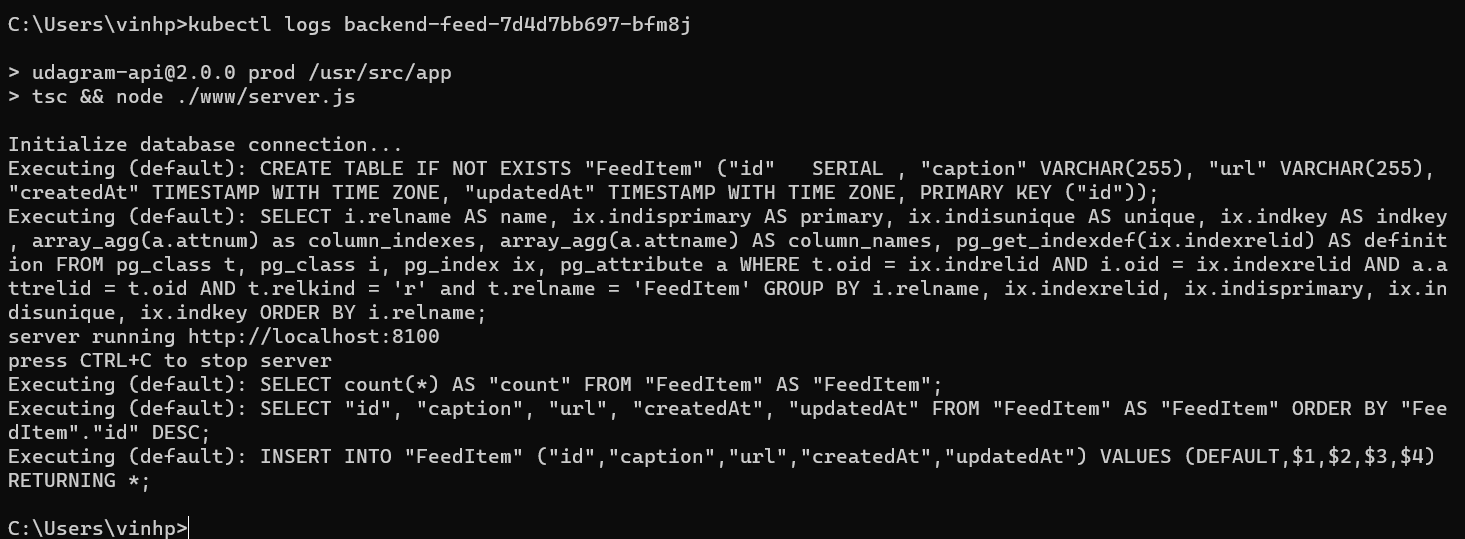 C:\Users\vinhp>kubectl logs backend-feed-7d4d7bb697-bfm8j
> udagram-api@2.0.0 prod /usr/src/app
> tsc && node ./www/server.js
Initialize database connection...
Executing (default): CREATE TABLE IF NOT EXISTS "FeedItem" ("id"   SERIAL , "caption" VARCHAR(255), "url" VARCHAR(255),
"createdAt" TIMESTAMP WITH TIME ZONE, "updatedAt" TIMESTAMP WITH TIME ZONE, PRIMARY KEY ("id"));
Executing (default): SELECT i.relname AS name, ix.indisprimary AS primary, ix.indisunique AS unique, ix.indkey AS indkey
, array_agg(a.attnum) as column_indexes, array_agg(a.attname) AS column_names, pg_get_indexdef(ix.indexrelid) AS definit
ion FROM pg_class t, pg_class i, pg_index ix, pg_attribute a WHERE t.oid = ix.indrelid AND i.oid = ix.indexrelid AND a.a
ttrelid = t.oid AND t.relkind = 'r' and t.relname = 'FeedItem' GROUP BY i.relname, ix.indexrelid, ix.indisprimary, ix.in
disunique, ix.indkey ORDER BY i.relname;
server running http://localhost:8100
press CTRL+C to stop server
Executing (default): SELECT count(*) AS "count" FROM "FeedItem" AS "FeedItem";
Executing (default): SELECT "id", "caption", "url", "createdAt", "updatedAt" FROM "FeedItem" AS "FeedItem" ORDER BY "Fee
dItem"."id" DESC;
Executing (default): INSERT INTO "FeedItem" ("id","caption","url","createdAt","updatedAt") VALUES (DEFAULT,$1,$2,$3,$4)
RETURNING *;
C:\Users\vinhp>